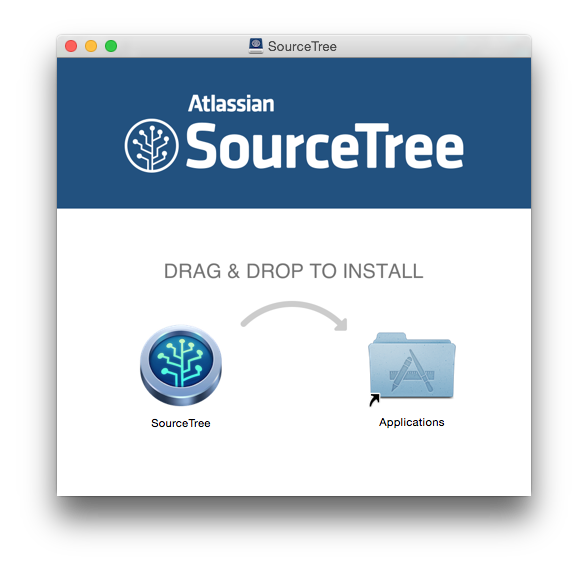 SourceTree
Atlassian
SourceTree
DRAG & DROP TO INSTALL
SourceTree
Applications